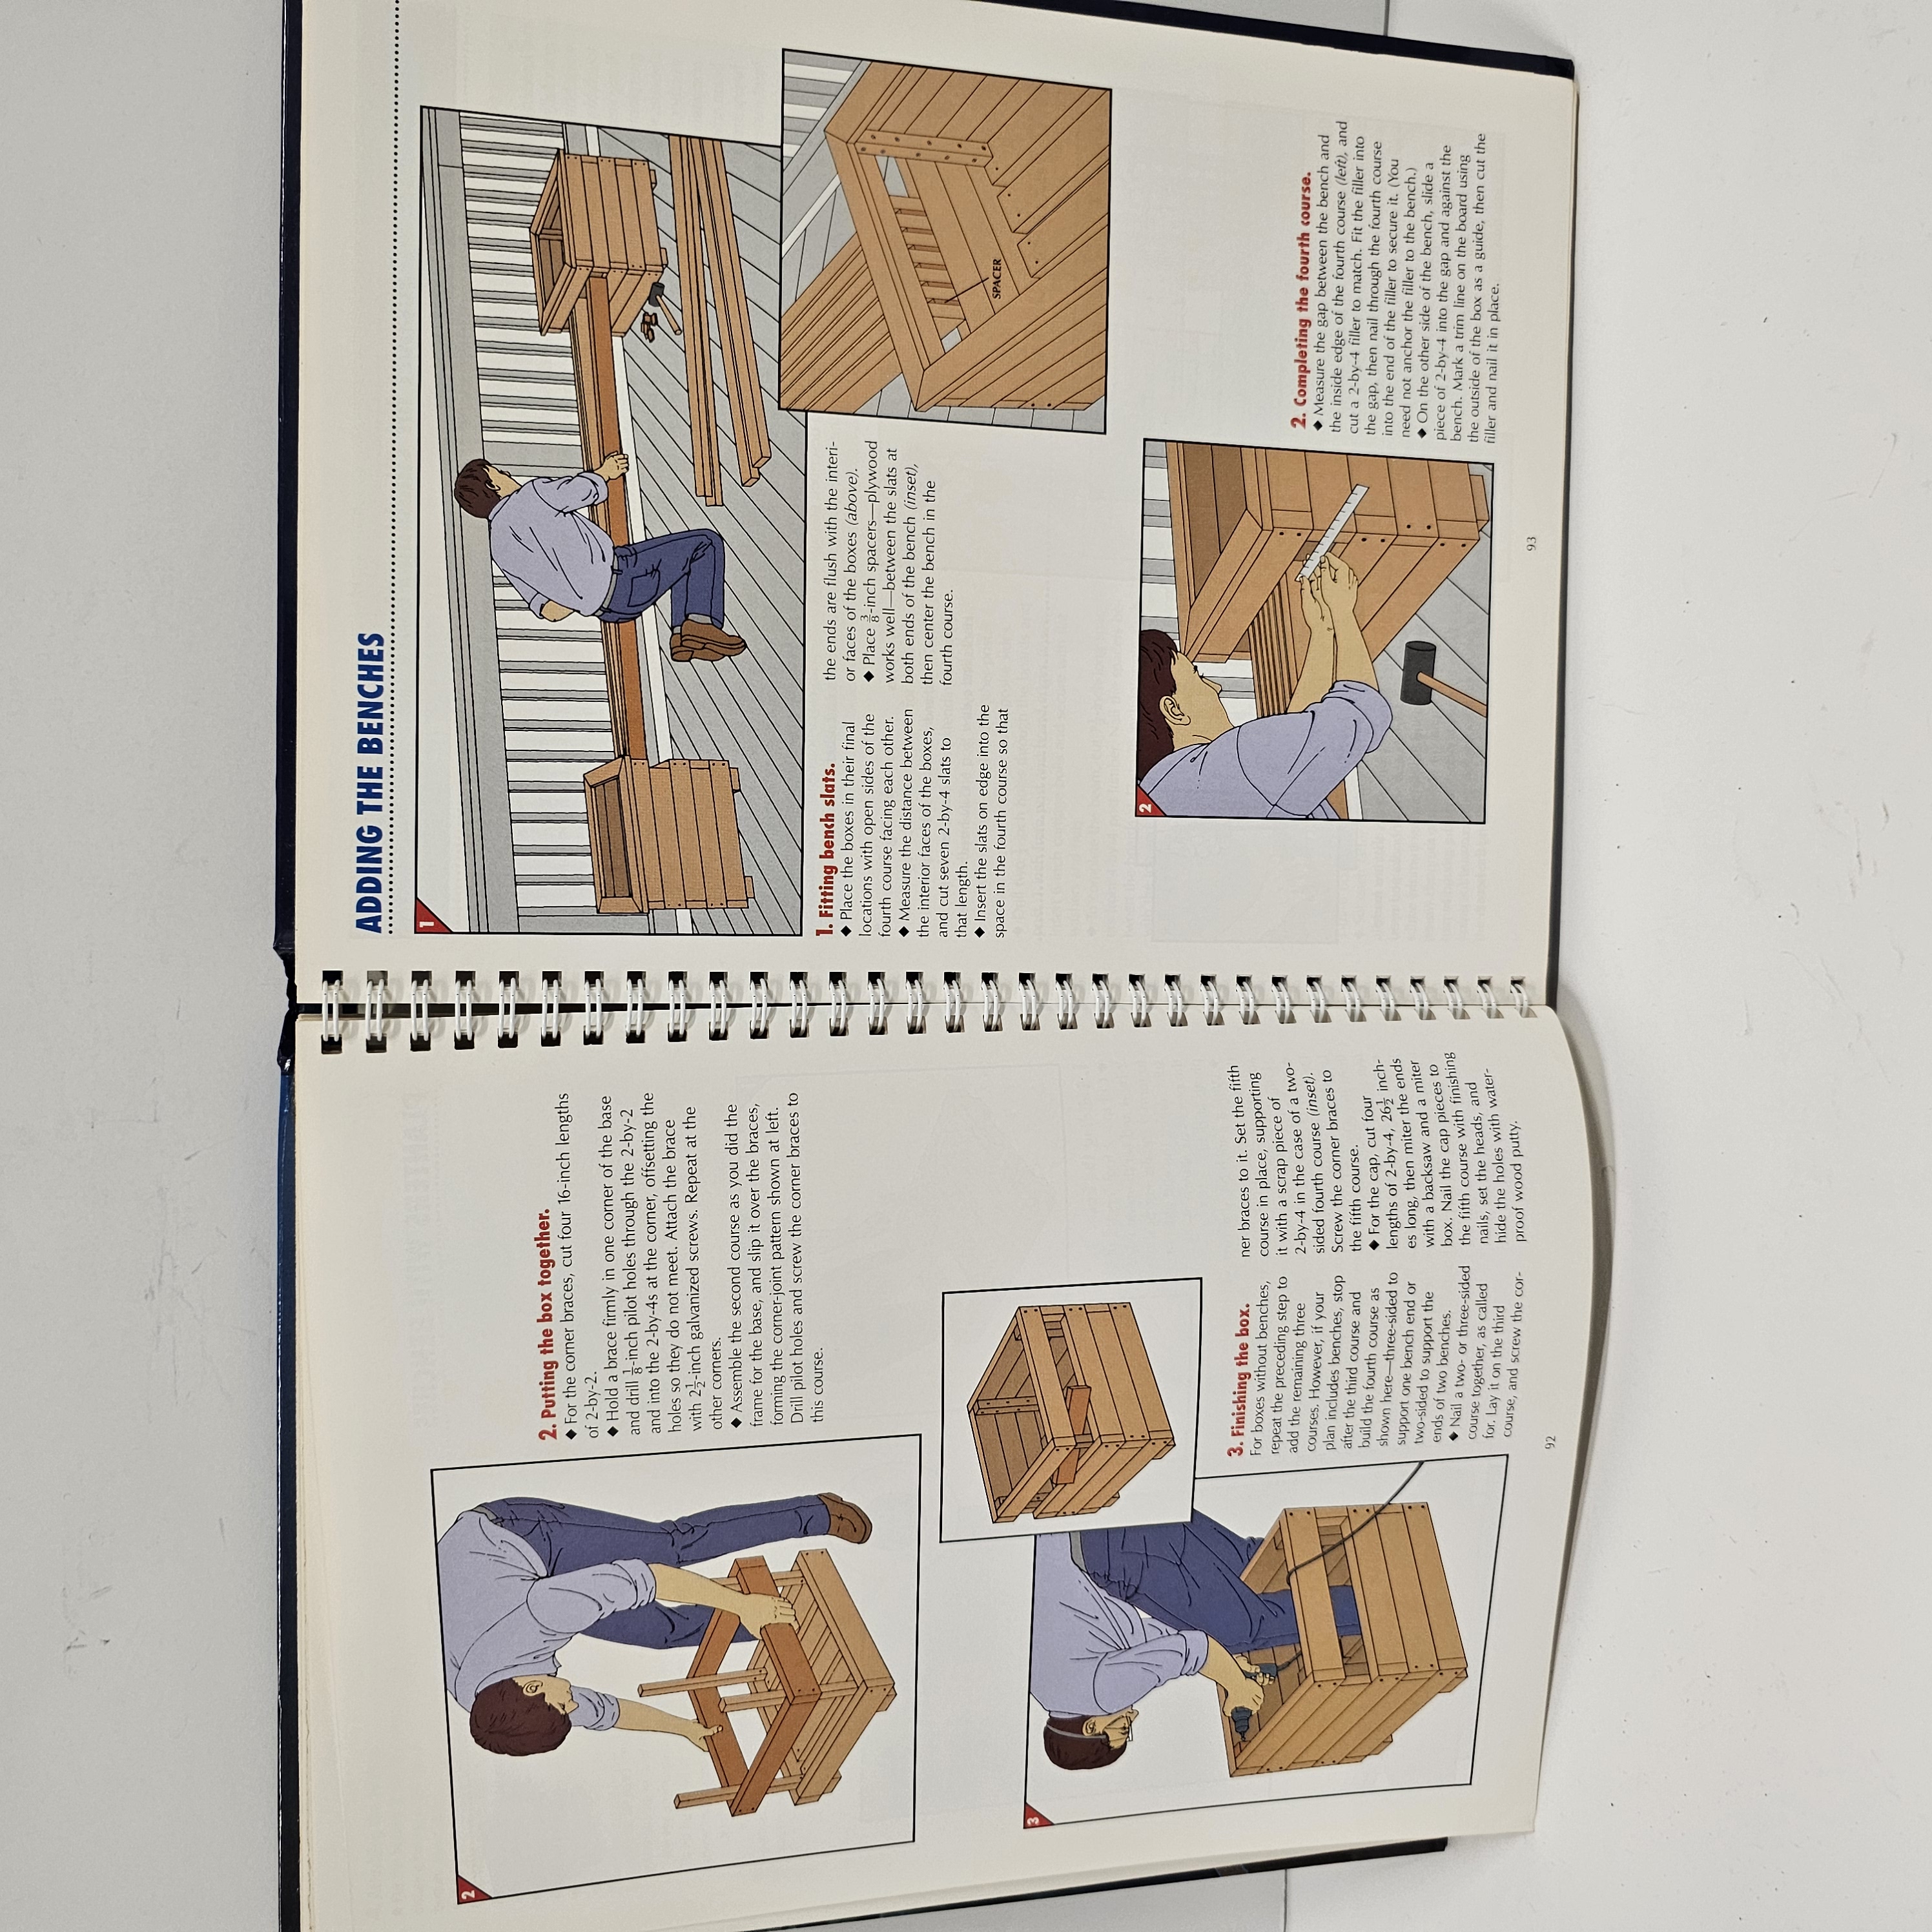 2
2. Putting the box together.
◆ For the corner braces, cut four 16-inch lengths
of 2-by-2.
◆ Hold a brace firmly in one corner of the base
and drill 1/8-inch pilot holes through the 2-by-2
and into the 2-by-4s at the corner, offsetting the
holes so they do not meet. Attach the brace
with 2 1/2-inch galvanized screws. Repeat at the
other corners.
◆ Assemble the second course as you did the
frame for the base, and slip it over the braces,
forming the corner-joint pattern shown at left.
Drill pilot holes and screw the corner braces to
this course.
3
3. Finishing the box.
For boxes without benches,
repeat the preceding step to
add the remaining three
courses. However, if your
plan includes benches, stop
after the third course and
build the fourth course as
shown here—three-sided to
support one bench end or
two-sided to support the
ends of two benches.
◆ Nail a two- or three-sided
course together, as called
for. Lay it on the third
course, and screw the cor-
ner braces to it. Set the fifth
course in place, supporting
it with a scrap piece of
2-by-4 in the case of a two-
sided fourth course (inset).
Screw the corner braces to
the fifth course.
◆ For the cap, cut four
lengths of 2-by-4, 26 1/2 inch-
es long, then miter the ends
with a backsaw and a miter
box. Nail the cap pieces to
the fifth course with finishing
nails, set the heads, and
hide the holes with water-
proof wood putty.
92
ADDING THE BENCHES
1
1. Fitting bench slats.
◆ Place the boxes in their final
locations with open sides of the
fourth course facing each other.
◆ Measure the distance between
the interior faces of the boxes,
and cut seven 2-by-4 slats to
that length.
◆ Insert the slats on edge into the
space in the fourth course so that
the ends are flush with the interi-
or faces of the boxes (above).
◆ Place 3/8-inch spacers—plywood
works well—between the slats at
both ends of the bench (inset),
then center the bench in the
fourth course.
SPACER
2
2. Completing the fourth course.
◆ Measure the gap between the bench and
the inside edge of the fourth course (left), and
cut a 2-by-4 filler to match. Fit the filler into
the gap, then nail through the fourth course
into the end of the filler to secure it. (You
need not anchor the filler to the bench.)
◆ On the other side of the bench, slide a
piece of 2-by-4 into the gap and against the
bench. Mark a trim line on the board using
the outside of the box as a guide, then cut the
filler and nail it in place.
93